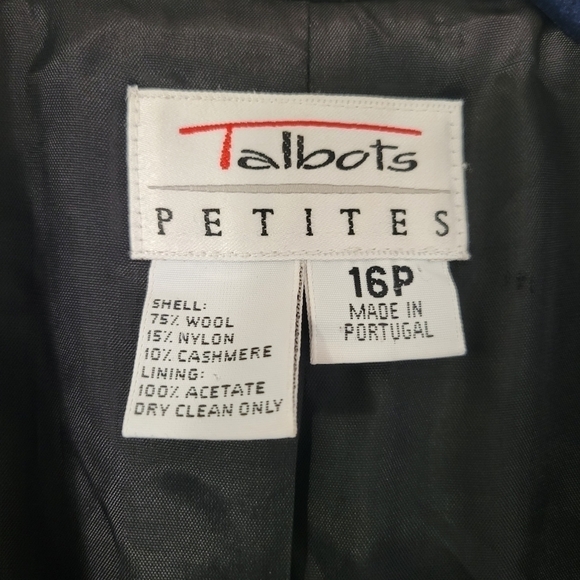 Talbots
PETITES
SHELL:
75% WOOL
15% NYLON
10% CASHMERE
LINING:
100% ACETATE
DRY CLEAN ONLY
16P
MADE IN
PORTUGAL